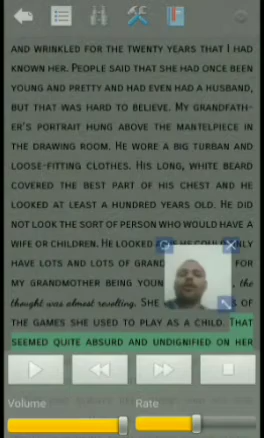 AND WRINKLED FOR THE TWENTY YEARS THAT I HAD
KNOWN HER. PEOPLE SAID THAT SHE HAD ONCE BEEN
YOUNG AND PRETTY AND HAD EVEN HAD A HUSBAND,
BUT THAT WAS HARD TO BELIEVE. MY GRANDFATH-
ER'S PORTRAIT HUNG ABOVE THE MANTELPIECE IN
THE DRAWING ROOM. HE WORE A BIG TURBAN AND
LOOSE-FITTING CLOTHES. HIS LONG, WHITE BEARD
COVERED THE BEST PART OF HIS CHEST AND HE
LOOKED AT LEAST A HUNDRED YEARS OLD. HE DID
NOT LOOK THE SORT OF PERSON WHO WOULD HAVE A
WIFE OR CHILDREN. HE LOOKED ONLY
HAVE LOTS AND LOTS OF GRAND FOR
MY GRANDMOTHER BEING YOUN , the
thought was almost revolting. SHE OF
THE GAMES SHE USED TO PLAY AS A CHILD. THAT
SEEMED QUITE ABSURD AND UNDIGNIFIED ON HER
Volume Rate